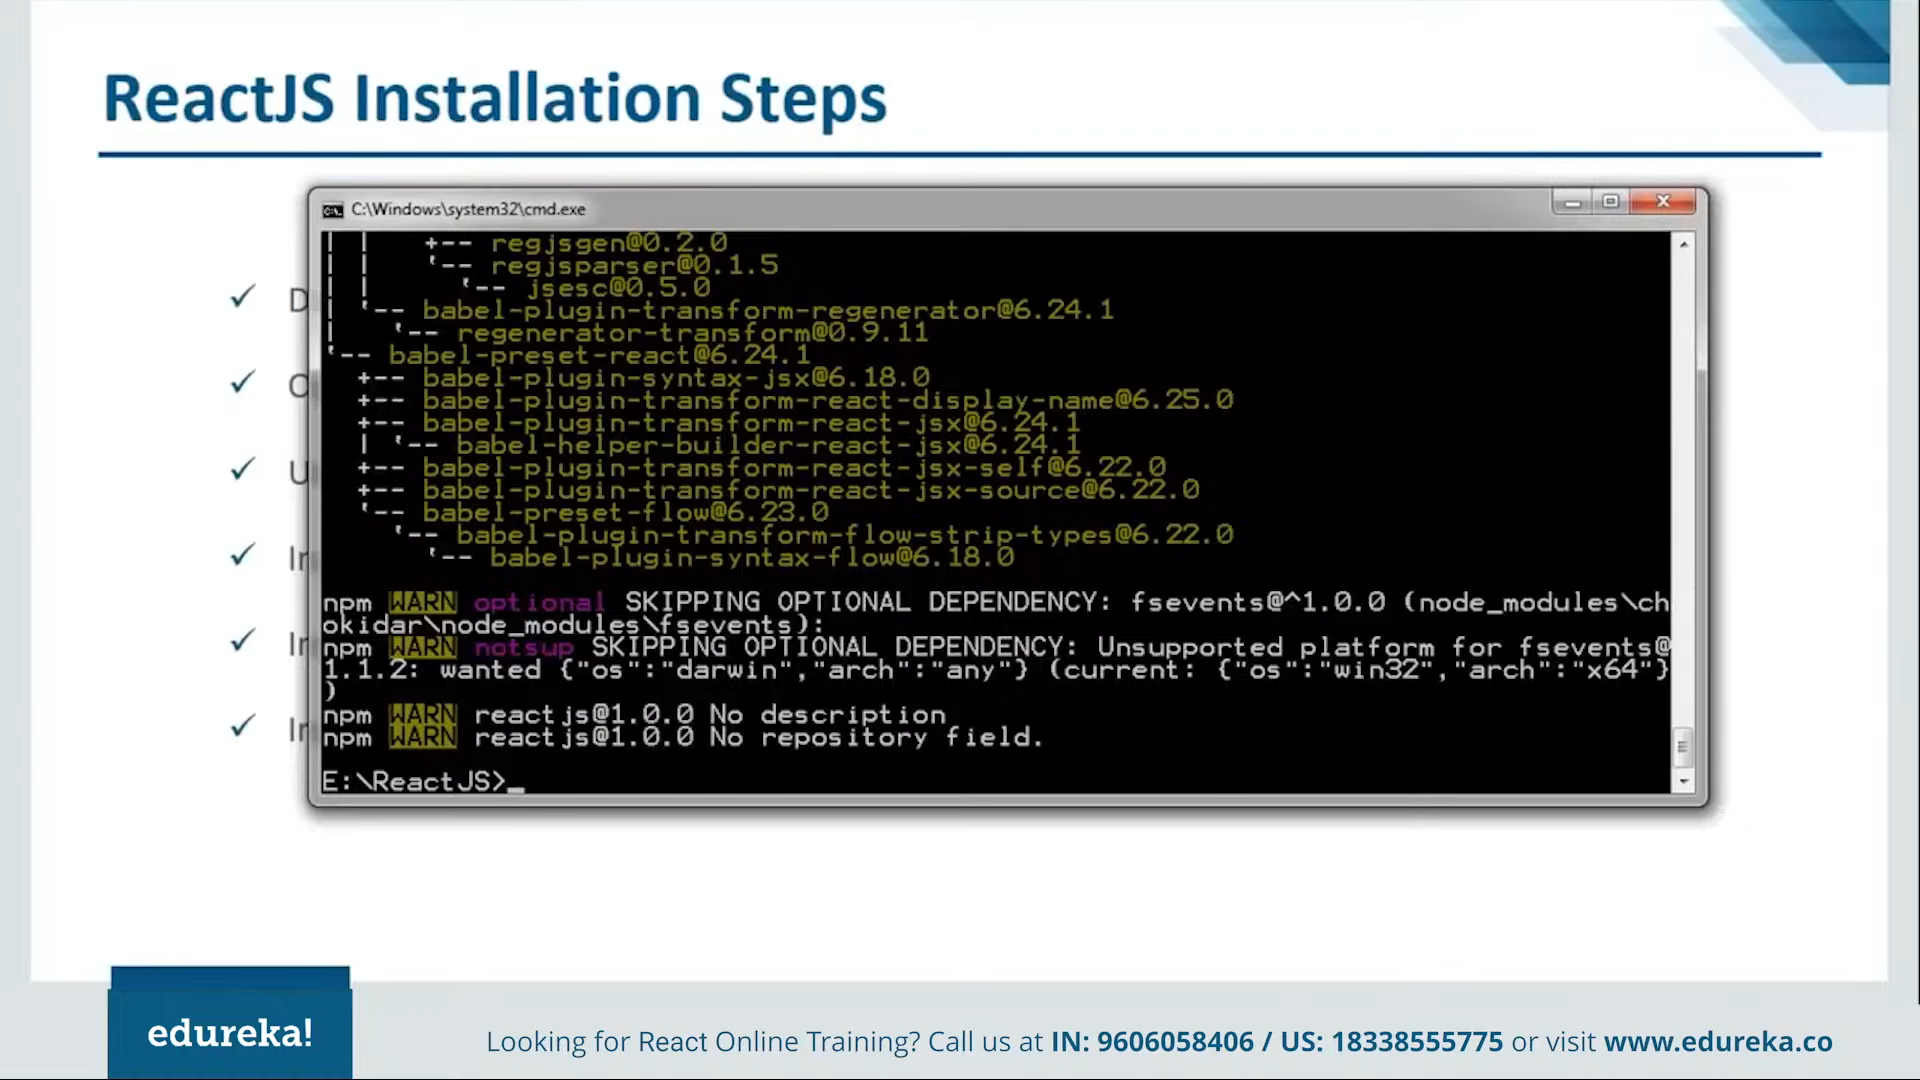 ReactJS Installation Steps
C:\Windows\system32\cmd.exe
| | +-- regjsgen@0.2.0
| | '-- regjsparser@0.1.5
| | '-- jsesc@0.5.0
| '-- babel-plugin-transform-regenerator@6.24.1
| '-- regenerator-transform@0.9.11
'-- babel-preset-react@6.24.1
+-- babel-plugin-syntax-jsx@6.18.0
+-- babel-plugin-transform-react-display-name@6.25.0
+-- babel-plugin-transform-react-jsx@6.24.1
| '-- babel-helper-builder-react-jsx@6.24.1
+-- babel-plugin-transform-react-jsx-self@6.22.0
+-- babel-plugin-transform-react-jsx-source@6.22.0
'-- babel-preset-flow@6.23.0
'-- babel-plugin-transform-flow-strip-types@6.22.0
'-- babel-plugin-syntax-flow@6.18.0
npm WARN optional SKIPPING OPTIONAL DEPENDENCY: fsevents@^1.0.0 (node_modules\ch
okidar\node_modules\fsevents):
npm WARN notsup SKIPPING OPTIONAL DEPENDENCY: Unsupported platform for fsevents@
1.1.2: wanted {"os":"darwin","arch":"any"} (current: {"os":"win32","arch":"x64"}
)
npm WARN reactjs@1.0.0 No description
npm WARN reactjs@1.0.0 No repository field.
E:\ReactJS>_
edureka!
Looking for React Online Training? Call us at IN: 9606058406 / US: 18338555775 or visit www.edureka.co